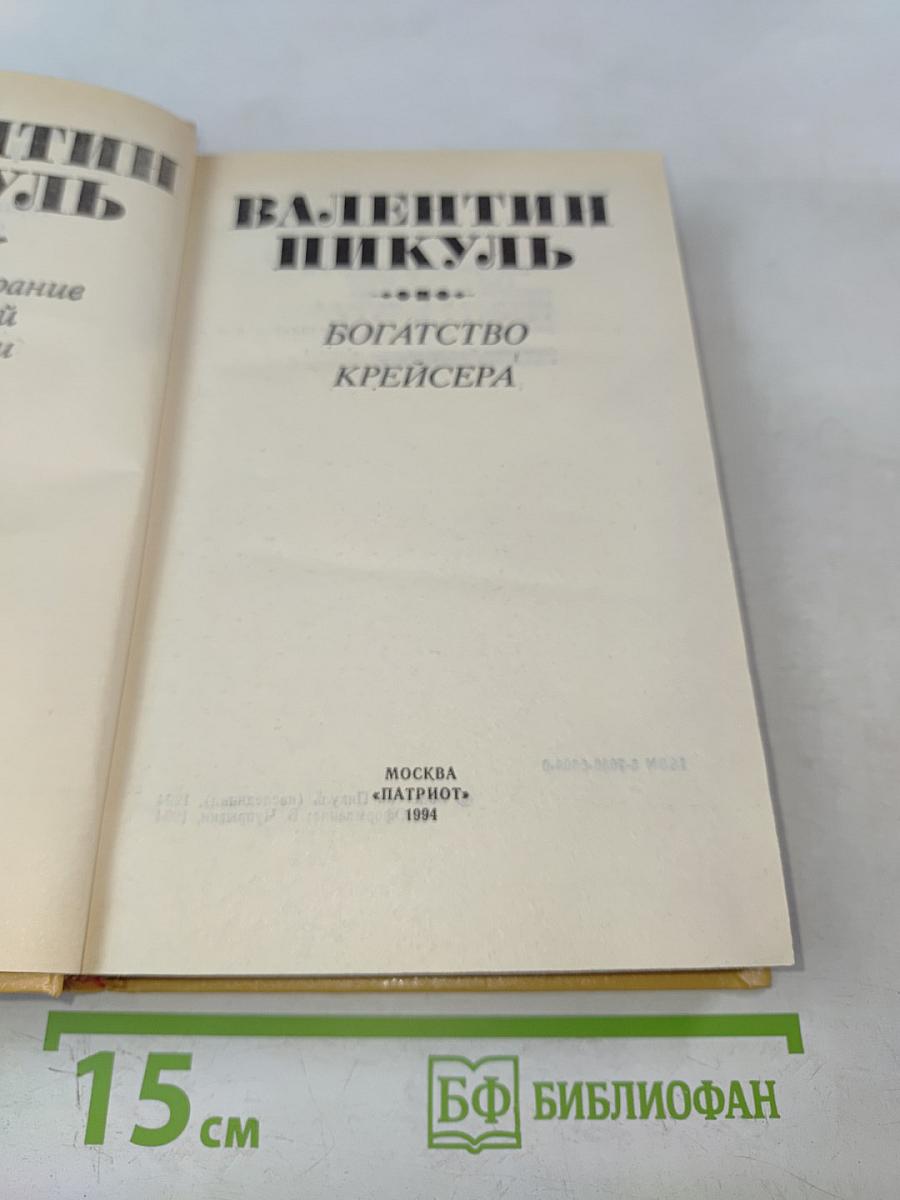 ВАЛЕНТИН
ПИКУЛЬ
БОГАТСТВО
КРЕЙСЕРА
МОСКВА
«ПАТРИОТ»
1994
15 см
БФ БИБЛИОФАН